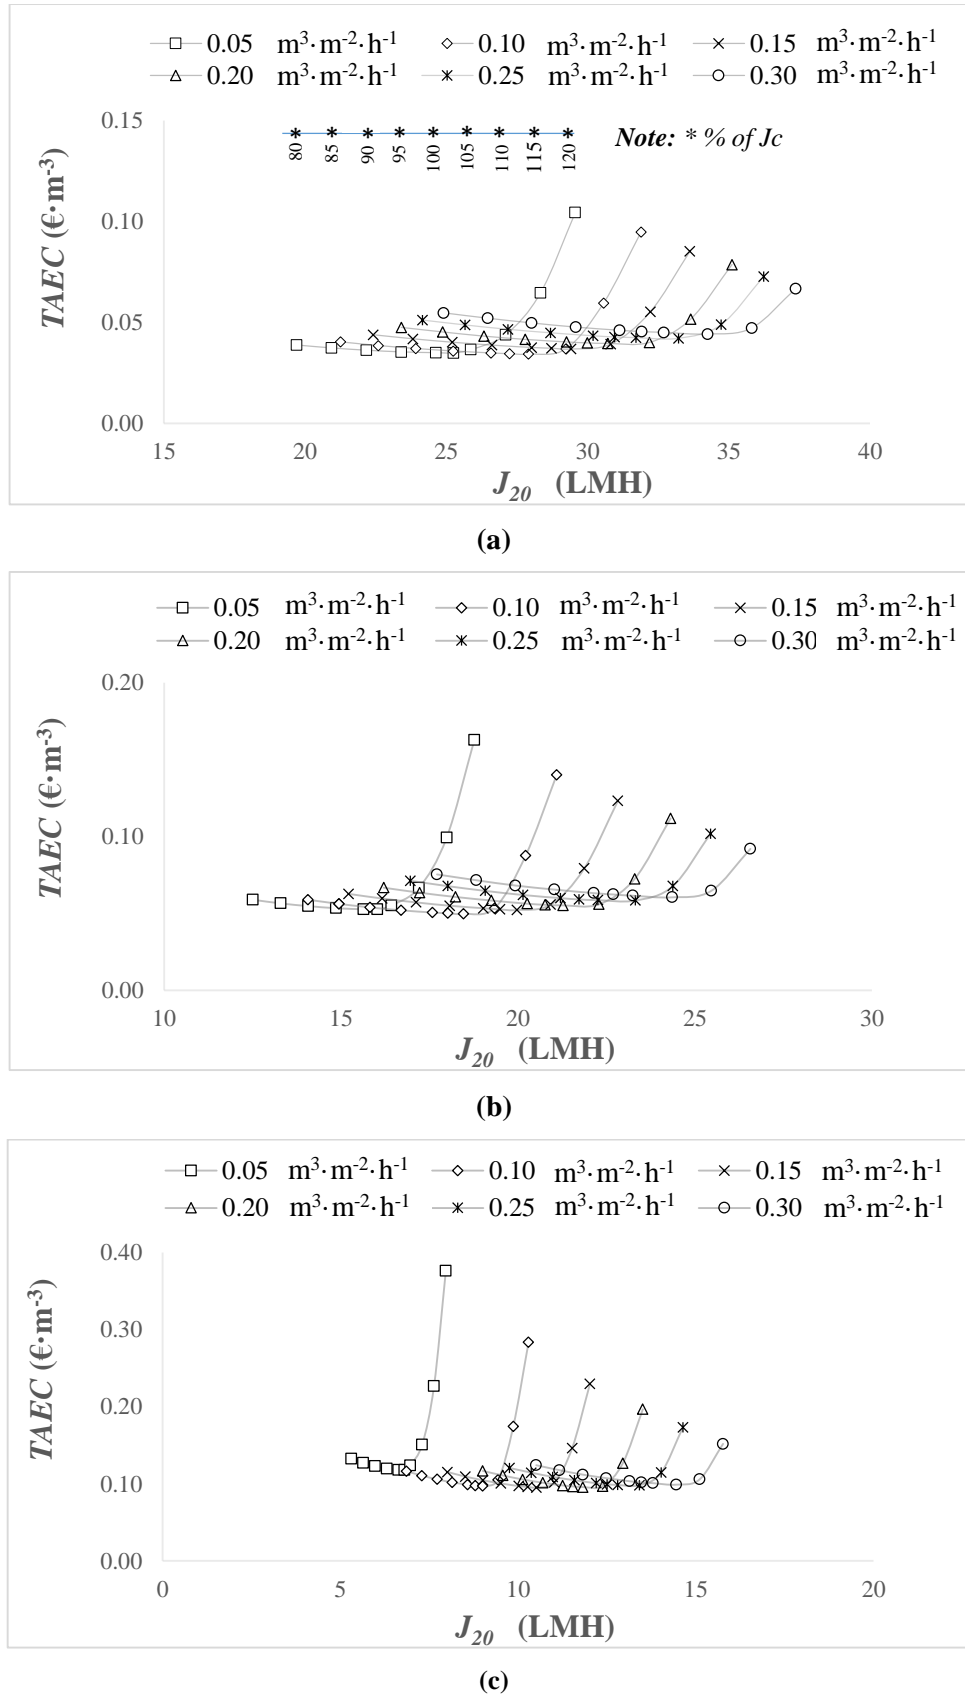 0.05 m³·m⁻²·h⁻¹ 0.10 m³·m⁻²·h⁻¹ 0.15 m³·m⁻²·h⁻¹
0.20 m³·m⁻²·h⁻¹ 0.25 m³·m⁻²·h⁻¹ 0.30 m³·m⁻²·h⁻¹
TAEC (€·m⁻³)
0.15
0.10
0.05
0.00
* * * * * * * * *
80 85 90 95 100 105 110 115 120
Note: * % of Jc
15 20 25 30 35 40
J₂₀ (LMH)
(a)
0.05 m³·m⁻²·h⁻¹ 0.10 m³·m⁻²·h⁻¹ 0.15 m³·m⁻²·h⁻¹
0.20 m³·m⁻²·h⁻¹ 0.25 m³·m⁻²·h⁻¹ 0.30 m³·m⁻²·h⁻¹
TAEC (€·m⁻³)
0.20
0.10
0.00
10 15 20 25 30
J₂₀ (LMH)
(b)
0.05 m³·m⁻²·h⁻¹ 0.10 m³·m⁻²·h⁻¹ 0.15 m³·m⁻²·h⁻¹
0.20 m³·m⁻²·h⁻¹ 0.25 m³·m⁻²·h⁻¹ 0.30 m³·m⁻²·h⁻¹
TAEC (€·m⁻³)
0.40
0.30
0.20
0.10
0.00
0 5 10 15 20
J₂₀ (LMH)
(c)